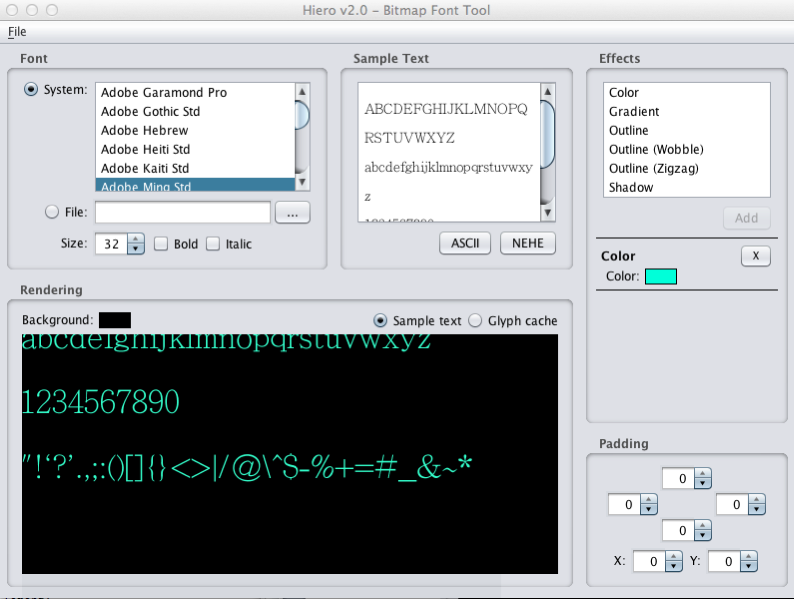 Hiero v2.0 – Bitmap Font Tool
File
Font
System:
Adobe Garamond Pro
Adobe Gothic Std
Adobe Hebrew
Adobe Heiti Std
Adobe Kaiti Std
Adobe Ming Std
File:
...
Size: 32 Bold Italic
Sample Text
ABCDEFGHIJKLMNOPQ
RSTUVWXYZ
abcdefghijklmnopqrstuvwxy
z
1234567890
ASCII NEHE
Effects
Color
Gradient
Outline
Outline (Wobble)
Outline (Zigzag)
Shadow
Add
Color X
Color:
Rendering
Background: Sample text Glyph cache
abcdefghijklmnopqrstuvwxyz
1234567890
"!‘?’.,;:()[]{}<>|/@\^$-%+=#_&~*
Padding
0
0 0
0
X: 0 Y: 0